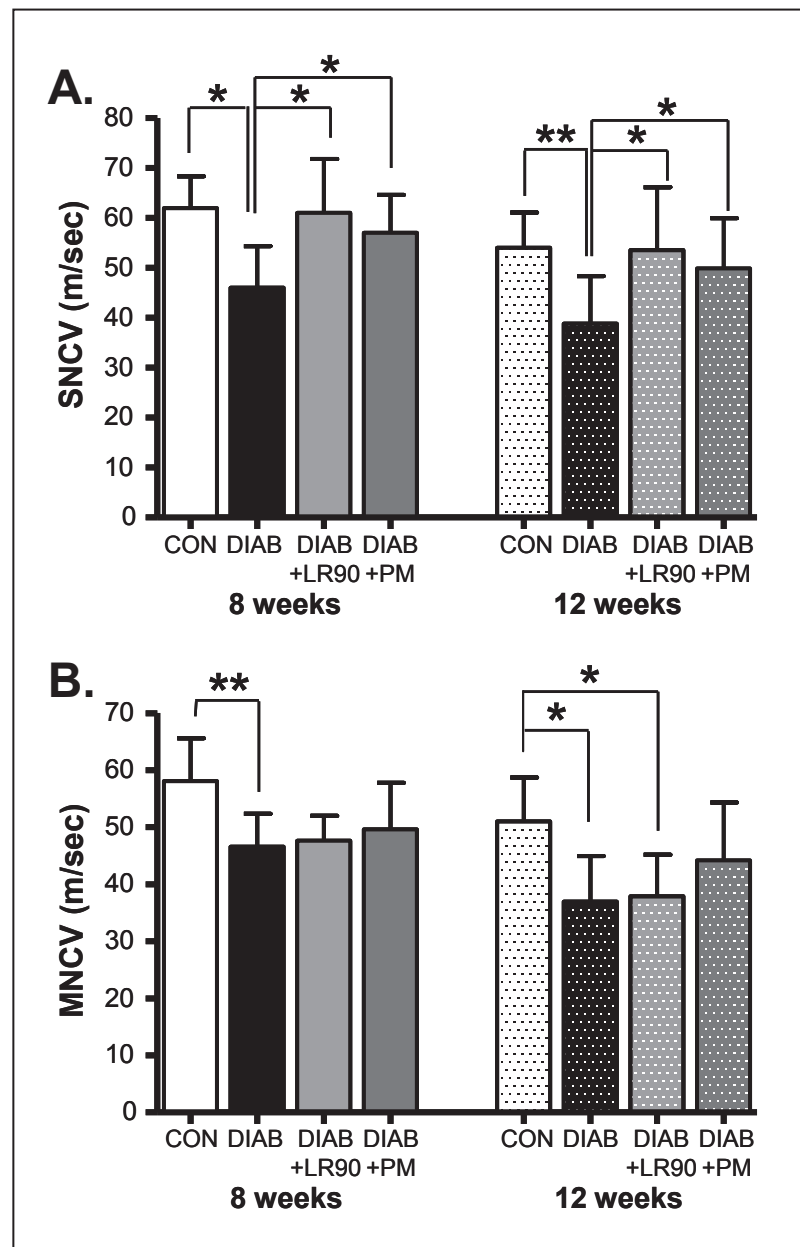 A.
* * *
** * *
80
70
60
50
40
30
20
10
0
SNCV (m/sec)
CON DIAB DIAB DIAB CON DIAB DIAB DIAB
+LR90 +PM +LR90 +PM
8 weeks 12 weeks
B.
** * *
70
60
50
40
30
20
10
0
MNCV (m/sec)
CON DIAB DIAB DIAB CON DIAB DIAB DIAB
+LR90 +PM +LR90 +PM
8 weeks 12 weeks